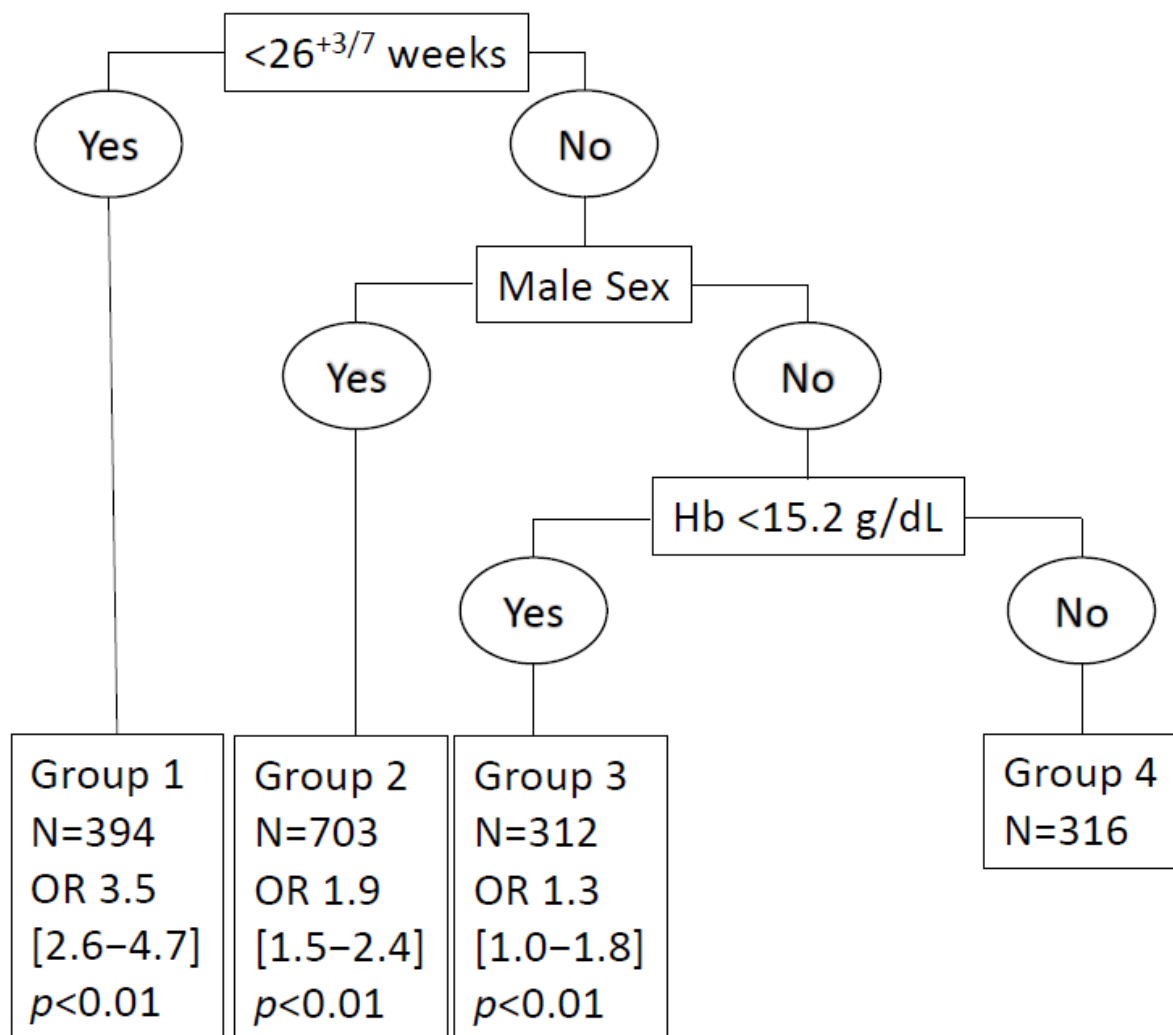 <26+3/7 weeks
Yes
No
Male Sex
Yes
No
Hb <15.2 g/dL
Yes
No
Group 1
N=394
OR 3.5
[2.6–4.7]
p<0.01
Group 2
N=703
OR 1.9
[1.5–2.4]
p<0.01
Group 3
N=312
OR 1.3
[1.0–1.8]
p<0.01
Group 4
N=316